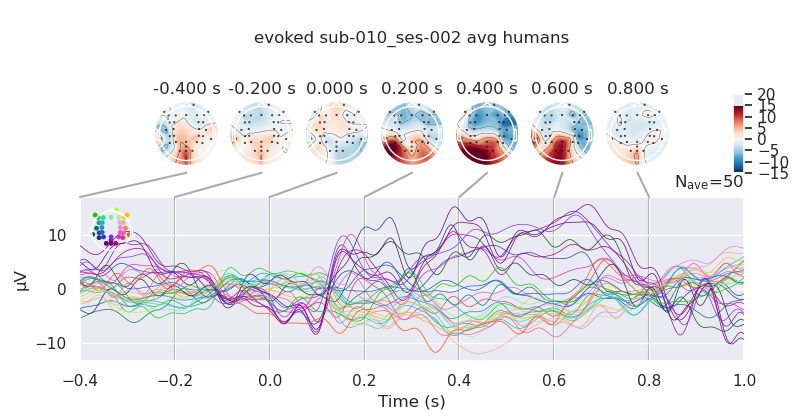 evoked sub-010_ses-002 avg humans
-0.400 s -0.200 s 0.000 s 0.200 s 0.400 s 0.600 s 0.800 s
20
15
10
5
0
−5
−10
−15
Nave=50
10
0
−10
µV
−0.4 −0.2 0.0 0.2 0.4 0.6 0.8 1.0
Time (s)